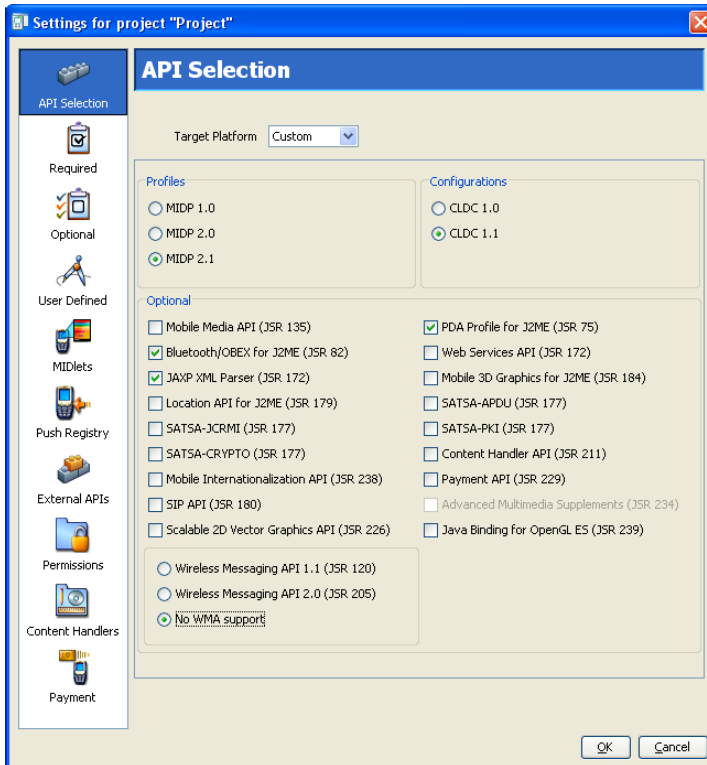 Settings for project "Project"
API Selection
Required
Optional
User Defined
MIDlets
Push Registry
External APIs
Permissions
Content Handlers
Payment
API Selection
Target Platform Custom
Profiles
MIDP 1.0
MIDP 2.0
MIDP 2.1
Configurations
CLDC 1.0
CLDC 1.1
Optional
Mobile Media API (JSR 135)
PDA Profile for J2ME (JSR 75)
Bluetooth/OBEX for J2ME (JSR 82)
Web Services API (JSR 172)
JAXP XML Parser (JSR 172)
Mobile 3D Graphics for J2ME (JSR 184)
Location API for J2ME (JSR 179)
SATSA-APDU (JSR 177)
SATSA-JCRMI (JSR 177)
SATSA-PKI (JSR 177)
SATSA-CRYPTO (JSR 177)
Content Handler API (JSR 211)
Mobile Internationalization API (JSR 238)
Payment API (JSR 229)
SIP API (JSR 180)
Advanced Multimedia Supplements (JSR 234)
Scalable 2D Vector Graphics API (JSR 226)
Java Binding for OpenGL ES (JSR 239)
Wireless Messaging API 1.1 (JSR 120)
Wireless Messaging API 2.0 (JSR 205)
No WMA support
OK
Cancel